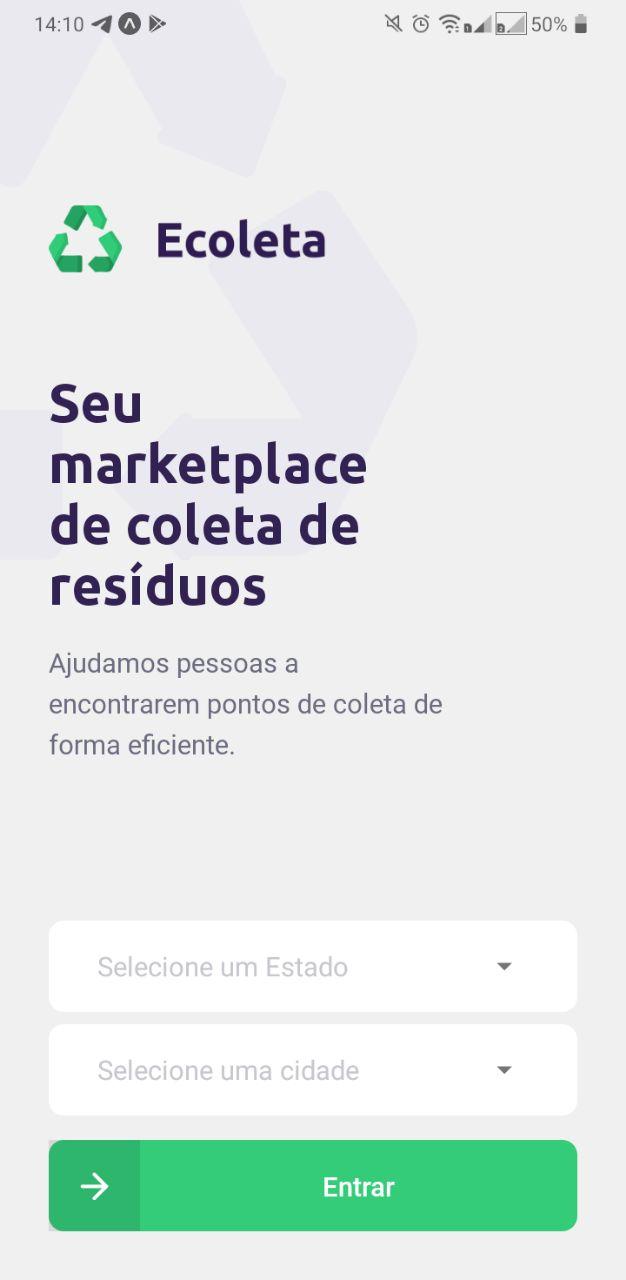 14:10 50%
Ecoleta
Seu
marketplace
de coleta de
resíduos
Ajudamos pessoas a
encontrarem pontos de coleta de
forma eficiente.
Selecione um Estado
Selecione uma cidade
Entrar